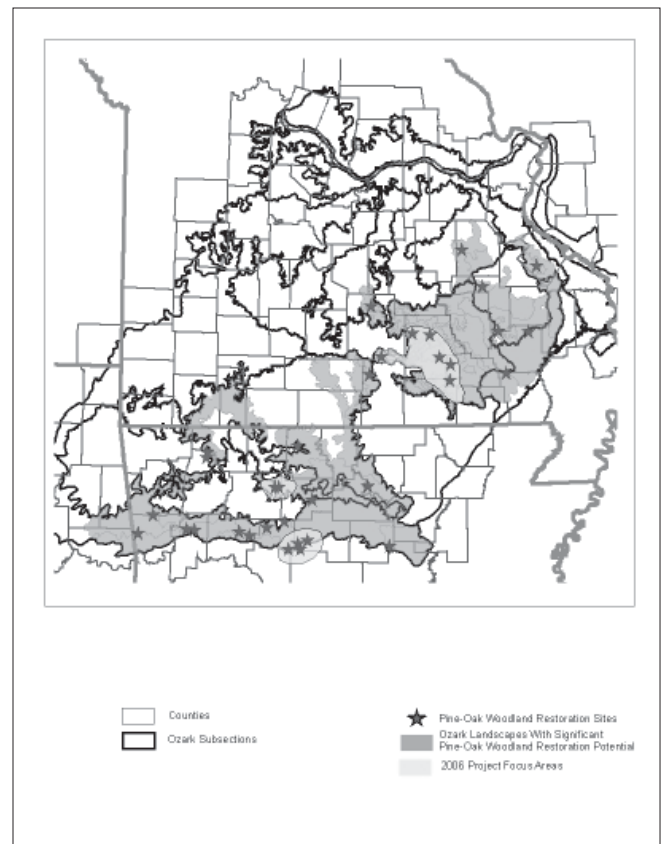 Counties
Ozark Subsections
Pine-Oak Woodland Restoration Sites
Ozark Landscapes With Significant
Pine-Oak Woodland Restoration Potential
2006 Project Focus Areas